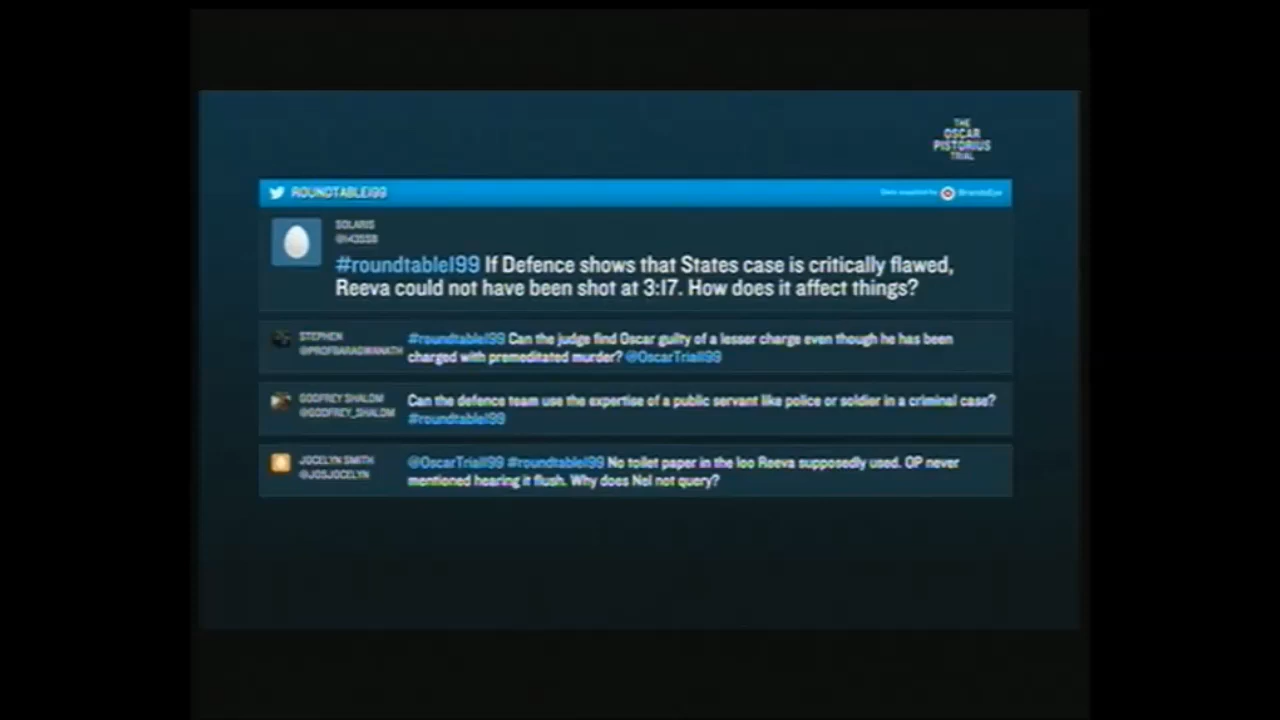 THE
OSCAR
PISTORIUS
TRIAL
ROUNDTABLE199
Data supplied by BrandsEye
SOLARIS
#roundtable199 If Defence shows that States case is critically flawed,
Reeva could not have been shot at 3:17. How does it affect things?
STEPHEN
@PROFBARASWANATH
#roundtable199 Can the judge find Oscar guilty of a lesser charge even though he has been
charged with premeditated murder? @OscarTrial199
GODFREY SHALOM
@GODFREY_SHALOM
Can the defence team use the expertise of a public servant like police or soldier in a criminal case?
#roundtable199
JOCELYN SMITH
@JOSJOCELYN
@OscarTrial199 #roundtable199 No toilet paper in the loo Reeva supposedly used. OP never
mentioned hearing it flush. Why does Nel not query?